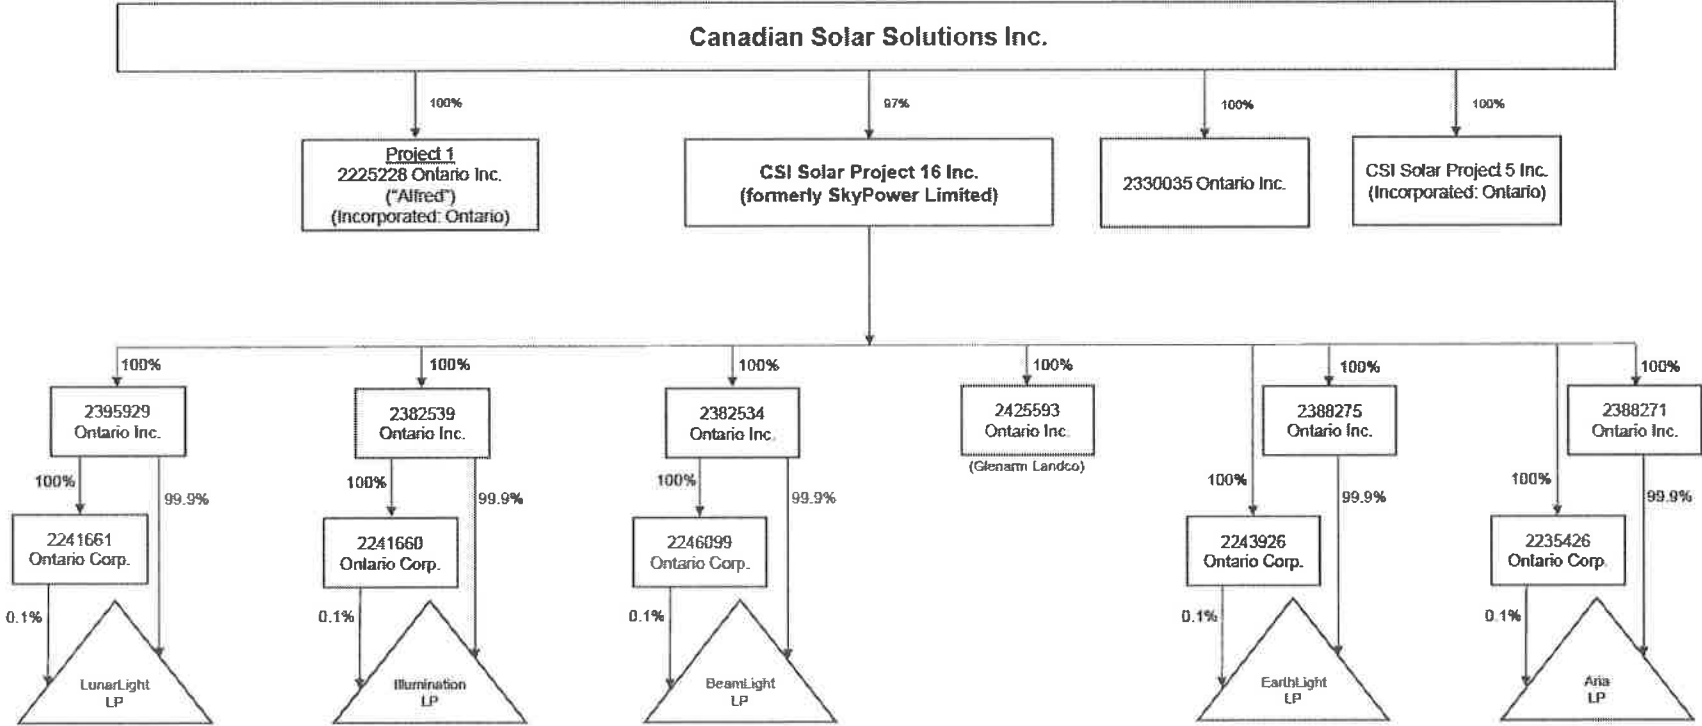 Canadian Solar Solutions Inc.
100%
97%
100%
100%
Project 1
2225228 Ontario Inc.
("Alfred")
(Incorporated: Ontario)
CSI Solar Project 16 Inc.
(formerly SkyPower Limited)
2330035 Ontario Inc.
CSI Solar Project 5 Inc.
(Incorporated: Ontario)
100%
100%
100%
100%
100%
100%
2395929
Ontario Inc.
2382539
Ontario Inc.
2382534
Ontario Inc.
2425593
Ontario Inc.
(Glenarm Landco)
2388275
Ontario Inc.
2388271
Ontario Inc.
100%
99.9%
100%
99.9%
100%
99.9%
100%
99.9%
100%
99.9%
2241661
Ontario Corp.
2241660
Ontario Corp.
2246099
Ontario Corp.
2243926
Ontario Corp.
2235426
Ontario Corp.
0.1%
0.1%
0.1%
0.1%
0.1%
LunarLight
LP
Illumination
LP
BeamLight
LP
EarthLight
LP
Aria
LP